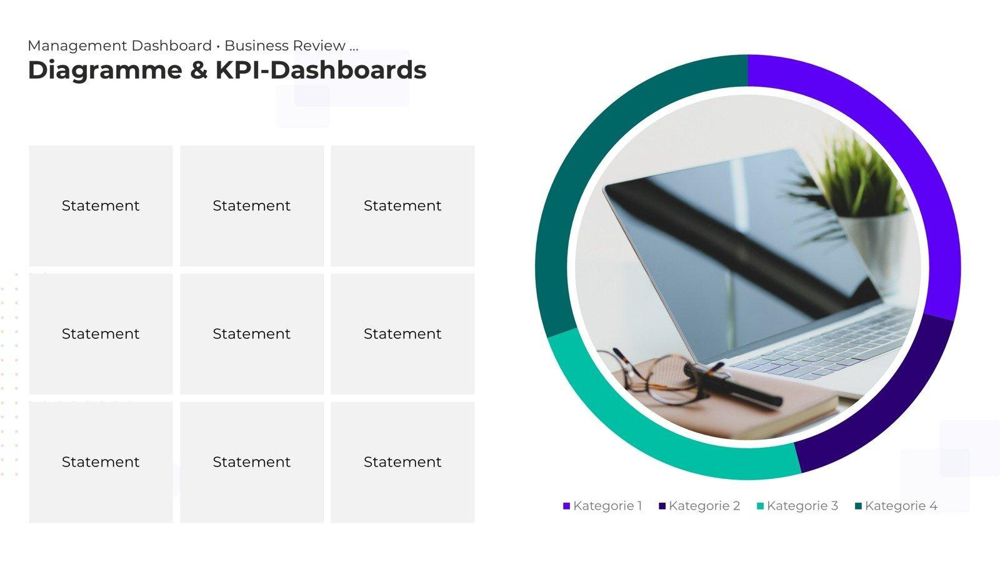 Management Dashboard • Business Review ...
Diagramme & KPI-Dashboards
Statement Statement Statement
Statement Statement Statement
Statement Statement Statement
Kategorie 1 Kategorie 2 Kategorie 3 Kategorie 4